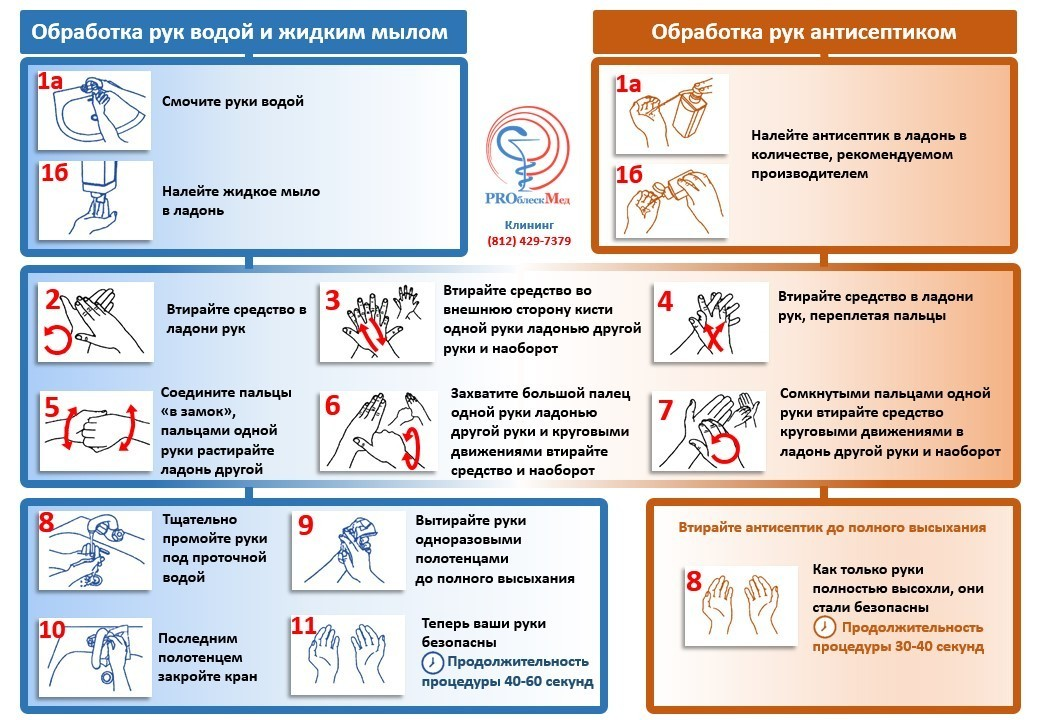 Обработка рук водой и жидким мылом
Обработка рук антисептиком
1а
Смочите руки водой
1б
Налейте жидкое мыло
в ладонь
PROблескМед
Клининг
(812) 429-7379
1а
1б
Налейте антисептик в ладонь в
количестве, рекомендуемом
производителем
2
Втирайте средство в
ладони рук
3
Втирайте средство во
внешнюю сторону кисти
одной руки ладонью другой
руки и наоборот
4
Втирайте средство в ладони
рук, переплетая пальцы
5
Соедините пальцы
«в замок»,
пальцами одной
руки растирайте
ладонь другой
6
Захватите большой палец
одной руки ладонью
другой руки и круговыми
движениями втирайте
средство и наоборот
7
Сомкнутыми пальцами одной
руки втирайте средство
круговыми движениями в
ладонь другой руки и наоборот
8
Тщательно
промойте руки
под проточной
водой
9
Вытирайте руки
одноразовыми
полотенцами
до полного высыхания
10
Последним
полотенцем
закройте кран
11
Теперь ваши руки
безопасны
Продолжительность
процедуры 40-60 секунд
Втирайте антисептик до полного высыхания
8
Как только руки
полностью высохли, они
стали безопасны
Продолжительность
процедуры 30-40 секунд